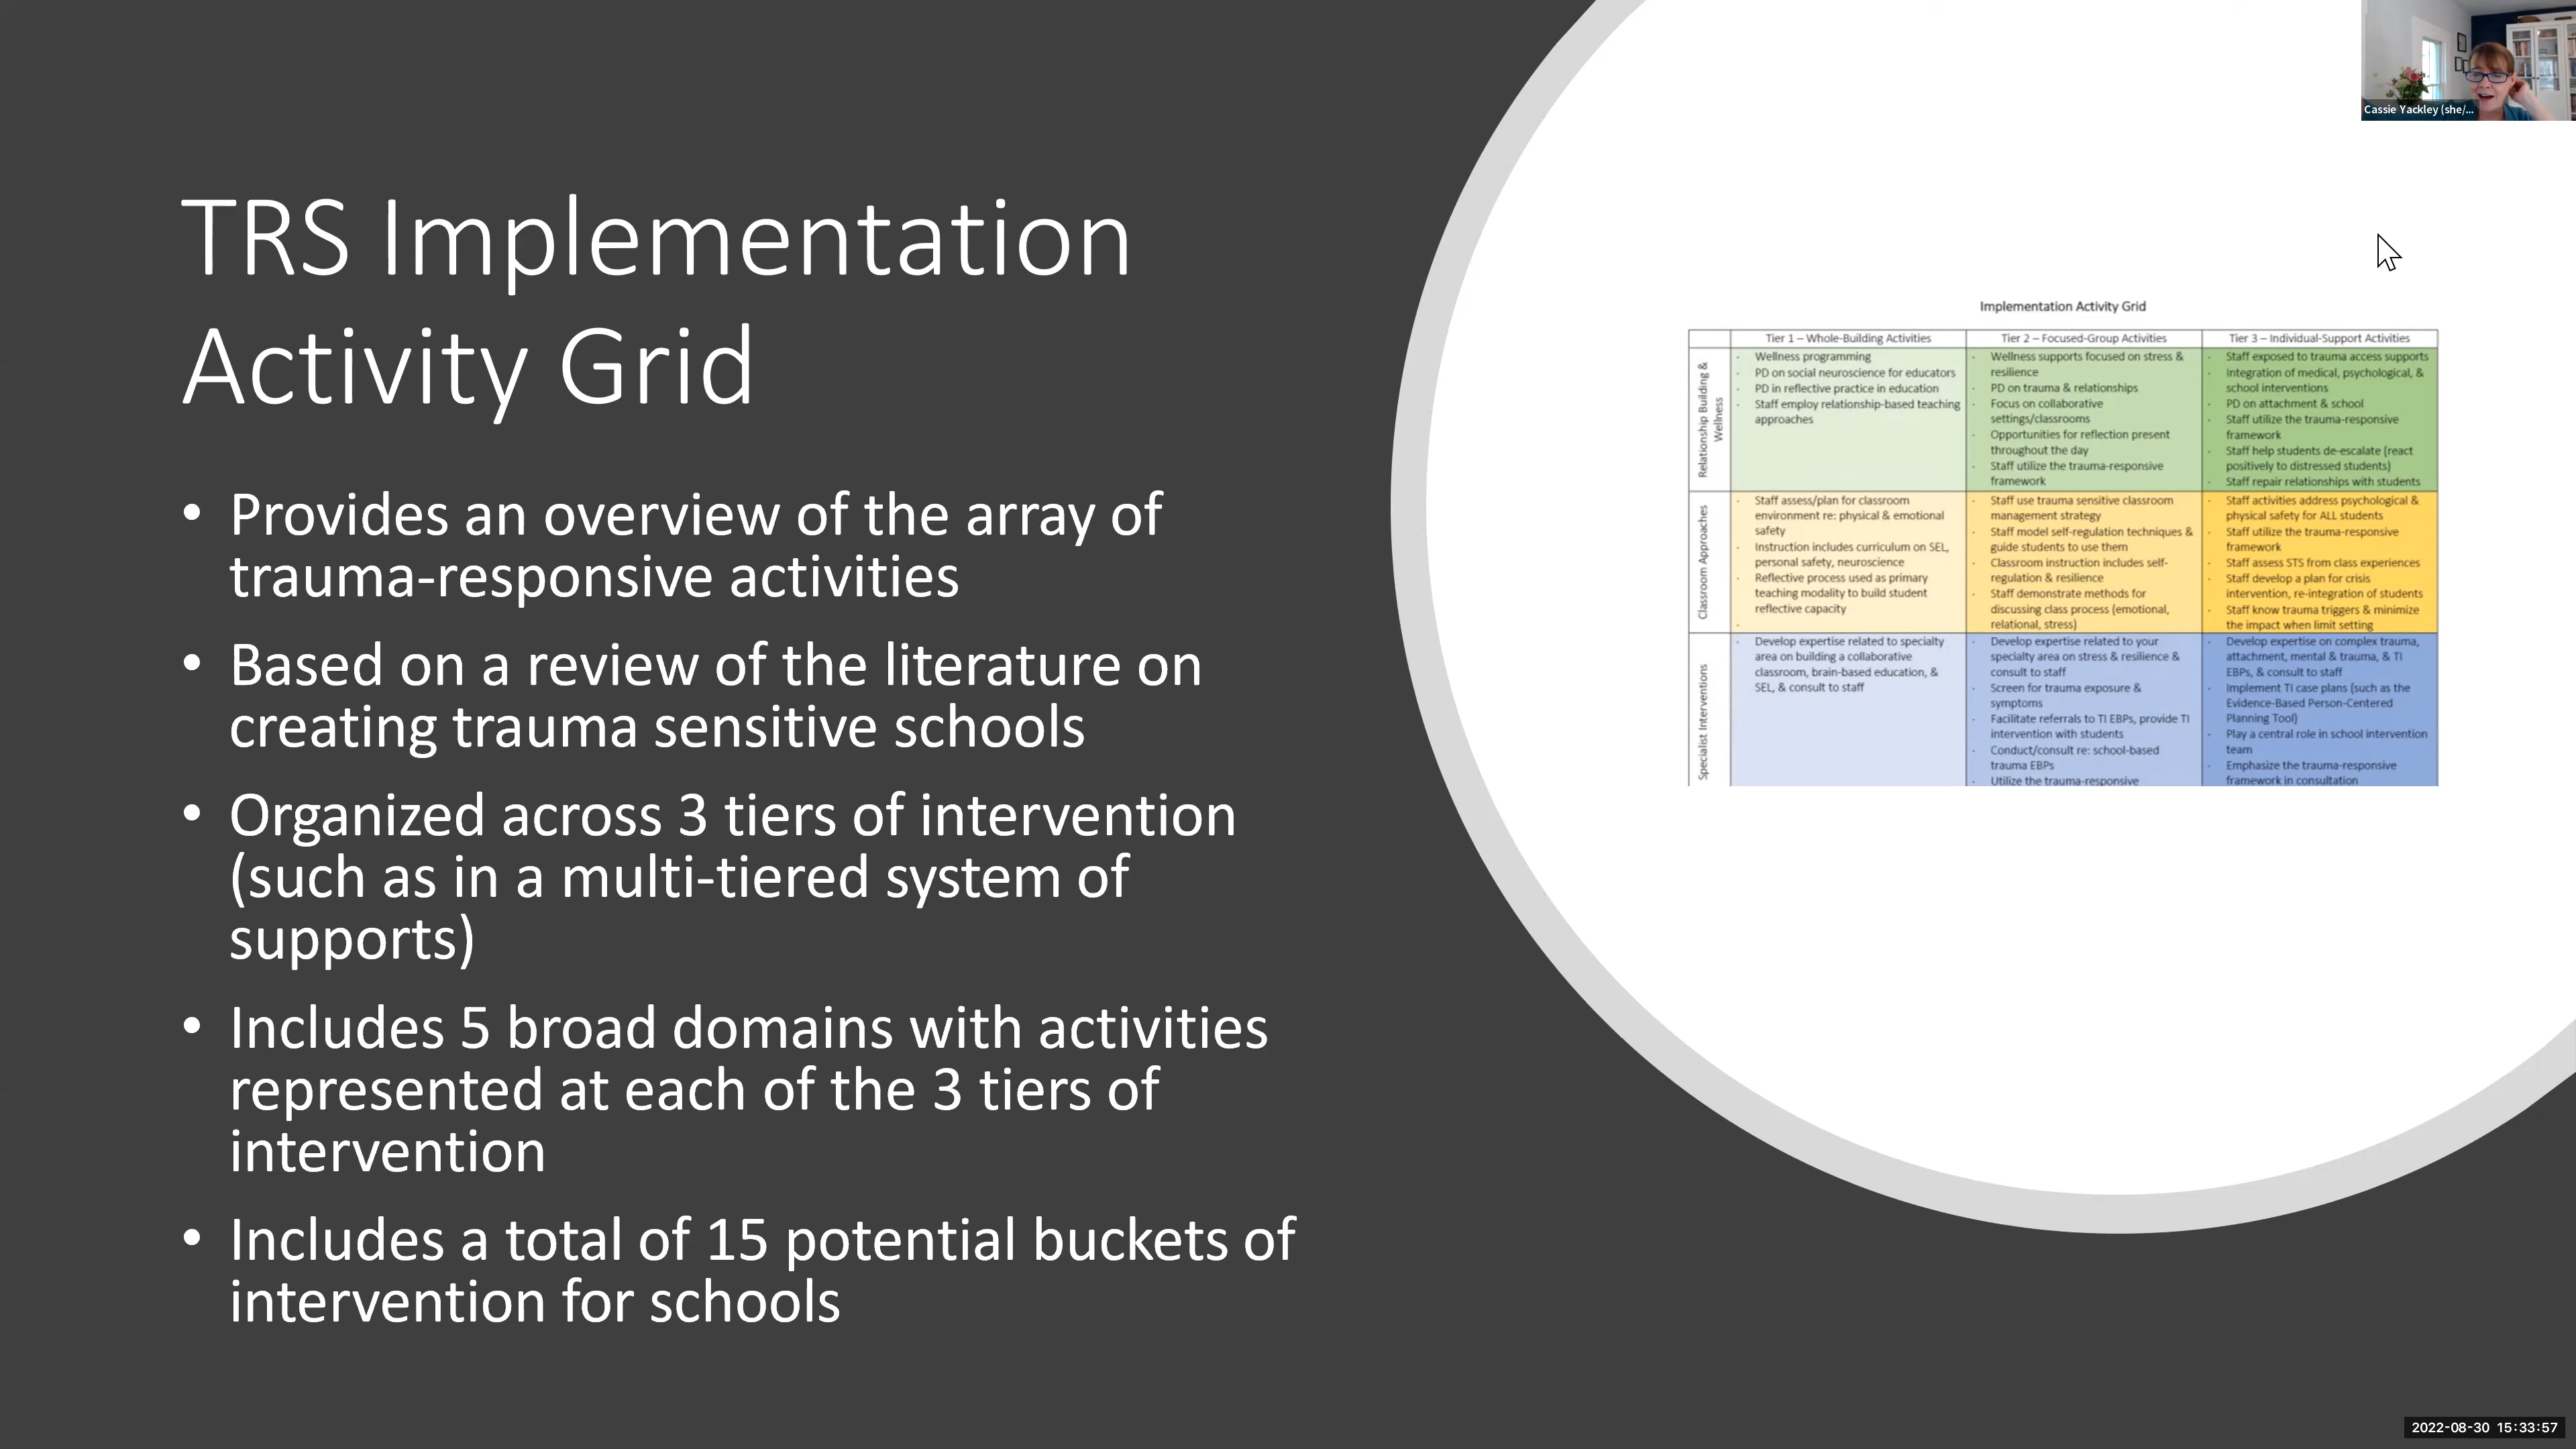 Cassie Yackley (she/...
TRS Implementation
Activity Grid
• Provides an overview of the array of
trauma-responsive activities
• Based on a review of the literature on
creating trauma sensitive schools
• Organized across 3 tiers of intervention
(such as in a multi-tiered system of
supports)
• Includes 5 broad domains with activities
represented at each of the 3 tiers of
intervention
• Includes a total of 15 potential buckets of
intervention for schools
Implementation Activity Grid
Tier 1 – Whole-Building Activities
Tier 2 – Focused-Group Activities
Tier 3 – Individual-Support Activities
Relationship Building &
Wellness
- Wellness programming
- PD on social neuroscience for educators
- PD in reflective practice in education
- Staff employ relationship-based teaching
approaches
- Wellness supports focused on stress &
resilience
- PD on trauma & relationships
- Focus on collaborative
settings/classrooms
- Opportunities for reflection present
throughout the day
- Staff utilize the trauma-responsive
framework
- Staff exposed to trauma access supports
- Integration of medical, psychological, &
school interventions
- PD on attachment & school
- Staff utilize the trauma-responsive
framework
- Staff help students de-escalate (react
positively to distressed students)
- Staff repair relationships with students
Classroom Approaches
- Staff assess/plan for classroom
environment re: physical & emotional
safety
- Instruction includes curriculum on SEL,
personal safety, neuroscience
- Reflective process used as primary
teaching modality to build student
reflective capacity
-
- Staff use trauma sensitive classroom
management strategy
- Staff model self-regulation techniques &
guide students to use them
- Classroom instruction includes self-
regulation & resilience
- Staff demonstrate methods for
discussing class process (emotional,
relational, stress)
- Staff activities address psychological &
physical safety for ALL students
- Staff utilize the trauma-responsive
framework
- Staff assess STS from class experiences
- Staff develop a plan for crisis
intervention, re-integration of students
- Staff know trauma triggers & minimize
the impact when limit setting
Specialist Interventions
- Develop expertise related to specialty
area on building a collaborative
classroom, brain-based education, &
SEL, & consult to staff
- Develop expertise related to your
specialty area on stress & resilience &
consult to staff
- Screen for trauma exposure &
symptoms
- Facilitate referrals to TI EBPs, provide TI
intervention with students
- Conduct/consult re: school-based
trauma EBPs
- Utilize the trauma-responsive
- Develop expertise on complex trauma,
attachment, mental & trauma, & TI
EBPs, & consult to staff
- Implement TI case plans (such as the
Evidence-Based Person-Centered
Planning Tool)
- Play a central role in school intervention
team
- Emphasize the trauma-responsive
framework in consultation
2022-08-30 15:33:57